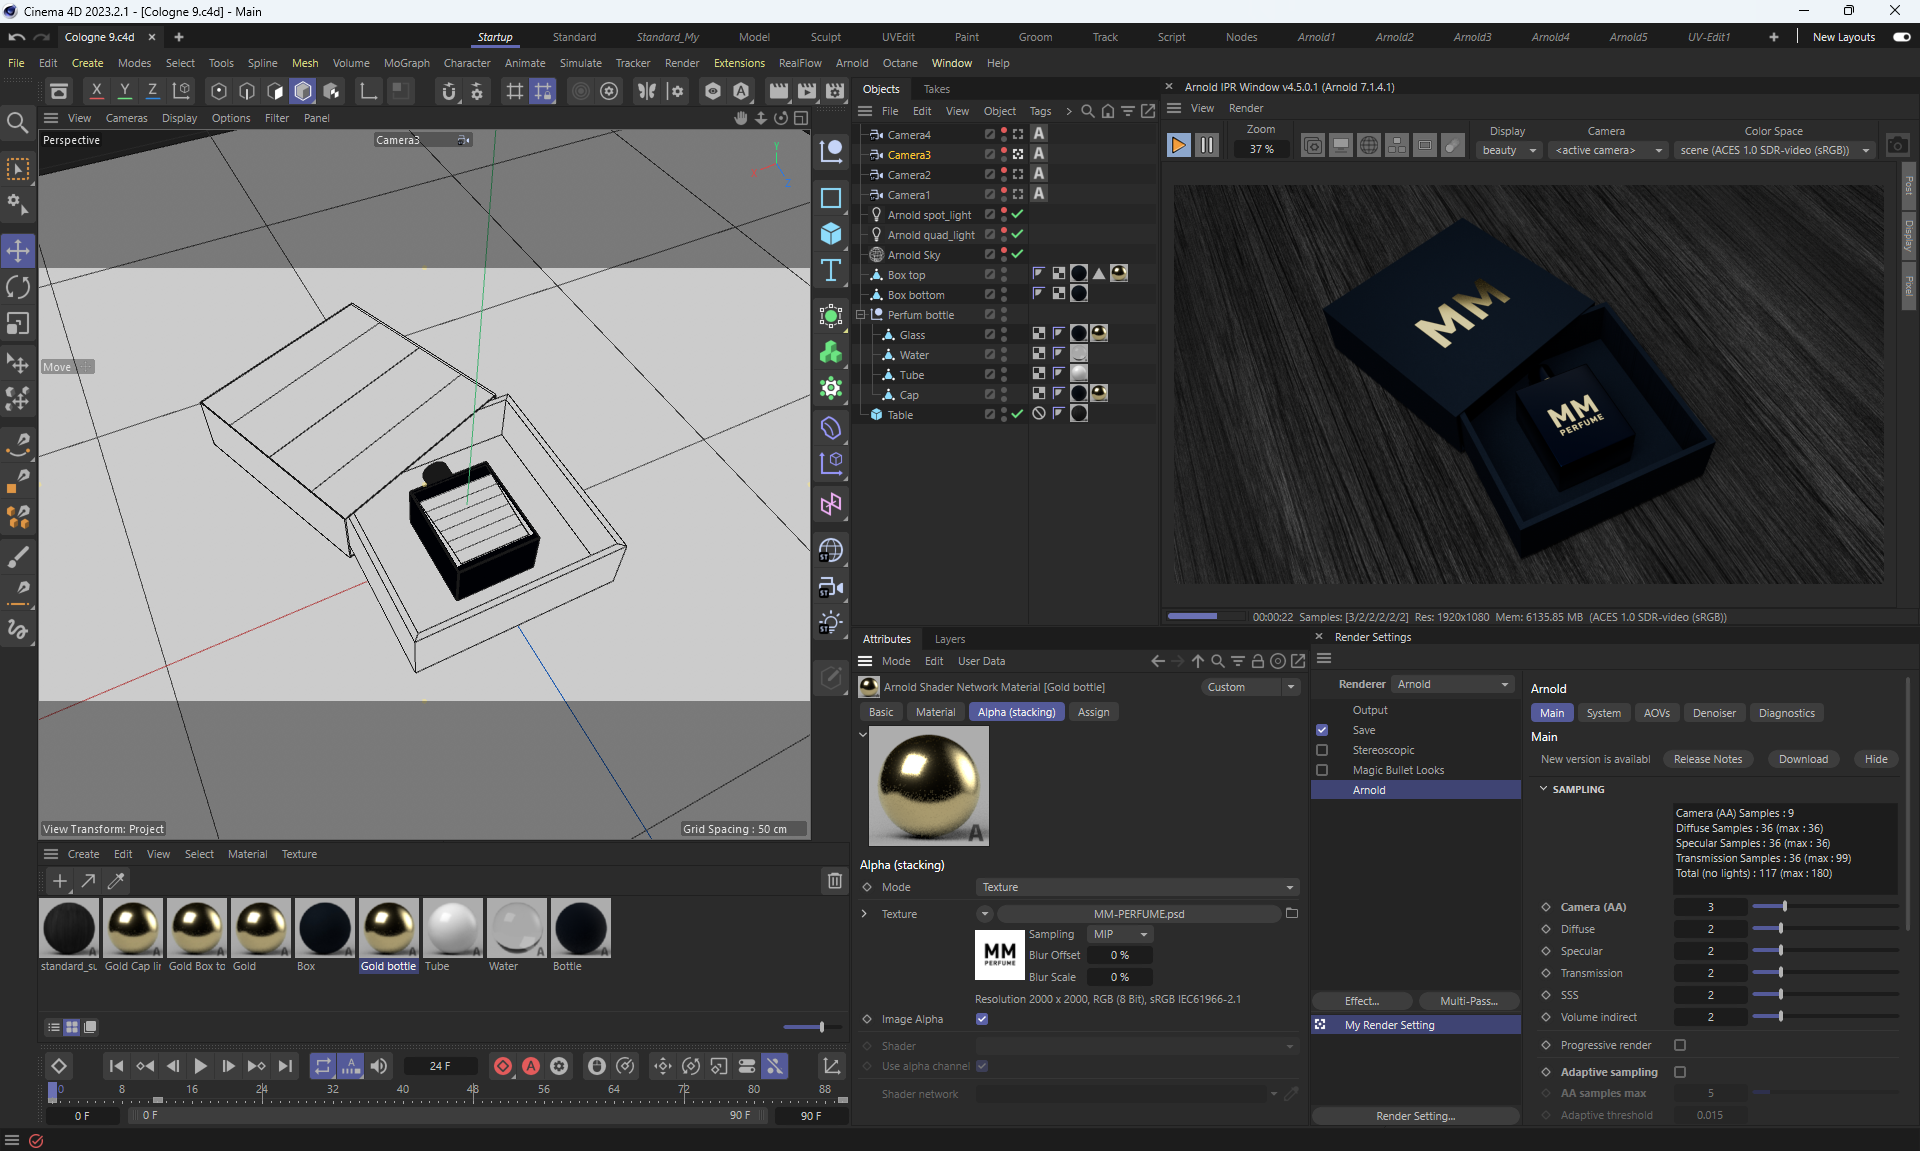 Cinema 4D 2023.2.1 - [Cologne 9.c4d] - Main
Cologne 9.c4d
Startup Standard Standard_My Model Sculpt UVEdit Paint Groom Track Script Nodes Arnold1 Arnold2 Arnold3 Arnold4 Arnold5 UV-Edit1 New Layouts
File Edit Create Modes Select Tools Spline Mesh Volume MoGraph Character Animate Simulate Tracker Render Extensions RealFlow Arnold Octane Window Help
X Y Z
View Cameras Display Options Filter Panel
Perspective
Camera3
Y
Move
View Transform: Project
Grid Spacing : 50 cm
ST
ST
ST
Objects Takes
File Edit View Object Tags
Camera4
Camera3
Camera2
Camera1
Arnold spot_light
Arnold quad_light
Arnold Sky
Box top
Box bottom
Perfum bottle
Glass
Water
Tube
Cap
Table
Arnold IPR Window v4.5.0.1 (Arnold 7.1.4.1)
View Render
Zoom
37 %
Display
beauty
Camera
<active camera>
Color Space
scene (ACES 1.0 SDR-video (sRGB))
Post
Display
Pixel
MM
MM
PERFUME
00:00:22 Samples: [3/2/2/2/2/2] Res: 1920x1080 Mem: 6135.85 MB (ACES 1.0 SDR-video (sRGB))
Create Edit View Select Material Texture
standard_su Gold Cap lir Gold Box to Gold Box Gold bottle Tube Water Bottle
24 F
0 8 16 24 32 40 48 56 64 72 80 88
0 F 0 F 90 F 90 F
Attributes Layers
Mode Edit User Data
Arnold Shader Network Material [Gold bottle]
Custom
Basic Material Alpha (stacking) Assign
Alpha (stacking)
Mode Texture
Texture MM-PERFUME.psd
MM
PERFUME
Sampling MIP
Blur Offset 0 %
Blur Scale 0 %
Resolution 2000 x 2000, RGB (8 Bit), sRGB IEC61966-2.1
Image Alpha
Shader
Use alpha channel
Shader network
Render Settings
Renderer Arnold
Output
Save
Stereoscopic
Magic Bullet Looks
Arnold
Effect... Multi-Pass...
My Render Setting
Render Setting...
Arnold
Main System AOVs Denoiser Diagnostics
Main
New version is availabl Release Notes Download Hide
SAMPLING
Camera (AA) Samples : 9
Diffuse Samples : 36 (max : 36)
Specular Samples : 36 (max : 36)
Transmission Samples : 36 (max : 99)
Total (no lights) : 117 (max : 180)
Camera (AA) 3
Diffuse 2
Specular 2
Transmission 2
SSS 2
Volume indirect 2
Progressive render
Adaptive sampling
AA samples max 5
Adaptive threshold 0.015